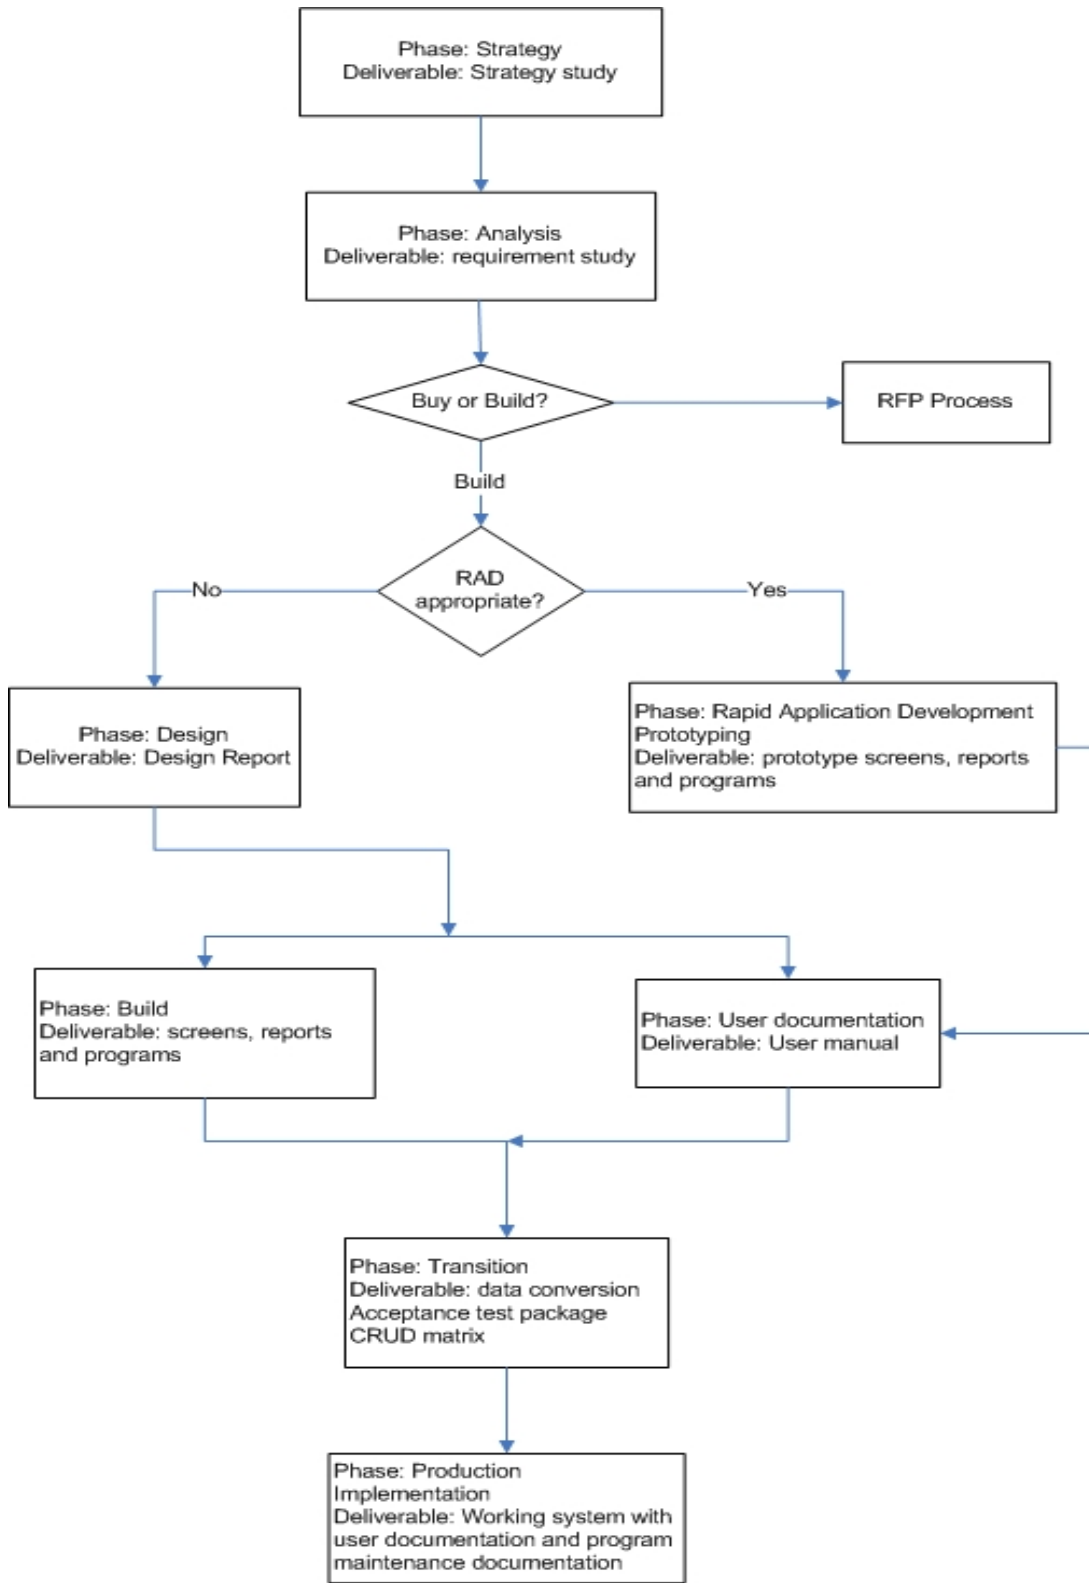 Phase: Strategy
Deliverable: Strategy study
Phase: Analysis
Deliverable: requirement study
Buy or Build?
RFP Process
Build
RAD
appropriate?
No
Yes
Phase: Design
Deliverable: Design Report
Phase: Rapid Application Development
Prototyping
Deliverable: prototype screens, reports
and programs
Phase: Build
Deliverable: screens, reports
and programs
Phase: User documentation
Deliverable: User manual
Phase: Transition
Deliverable: data conversion
Acceptance test package
CRUD matrix
Phase: Production
Implementation
Deliverable: Working system with
user documentation and program
maintenance documentation